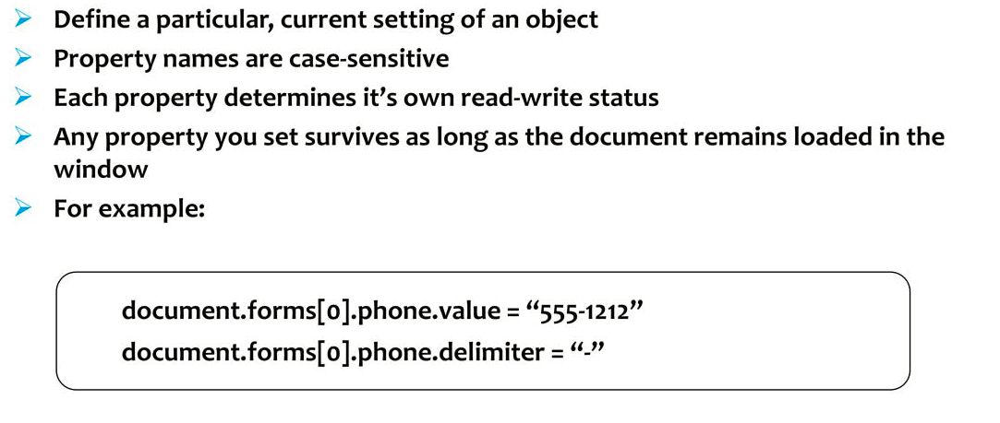 Define a particular, current setting of an object
Property names are case-sensitive
Each property determines it’s own read-write status
Any property you set survives as long as the document remains loaded in the
window
For example:
document.forms[0].phone.value = “555-1212”
document.forms[0].phone.delimiter = “-”